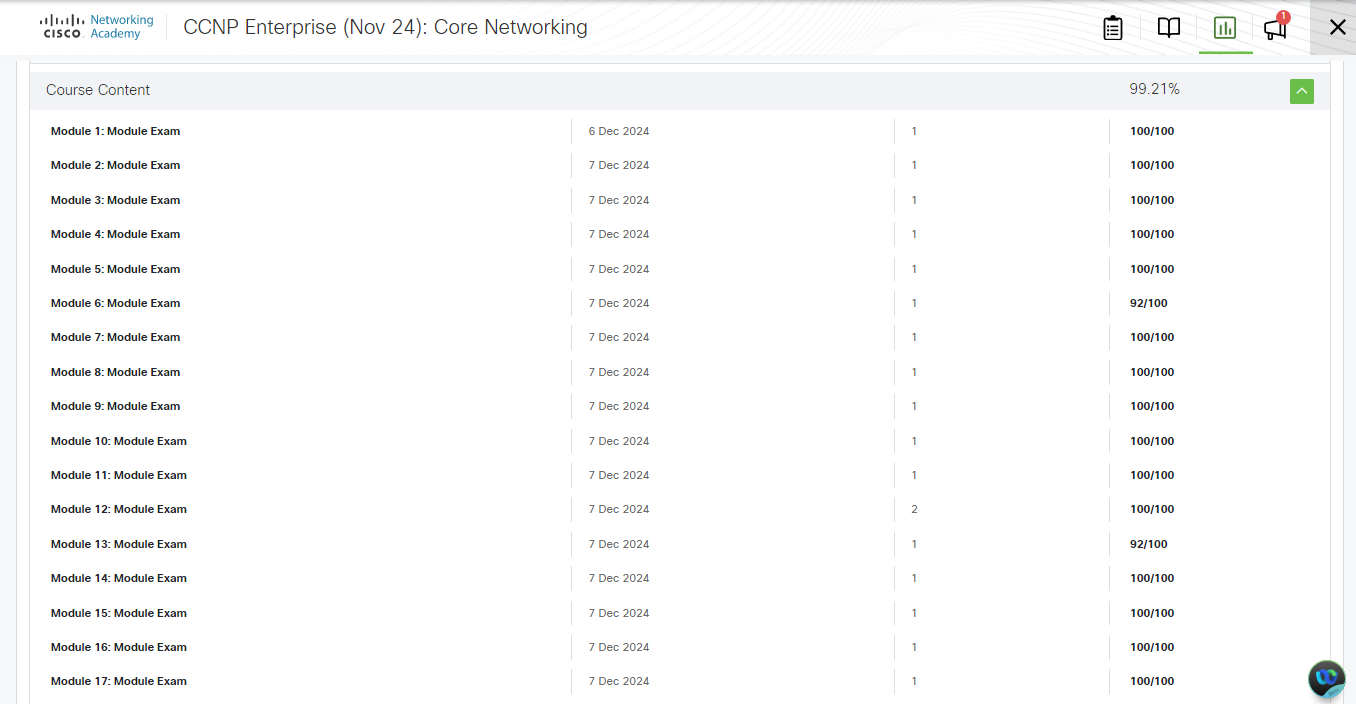 Networking
CISCO Academy
CCNP Enterprise (Nov 24): Core Networking
1
Course Content 99.21%
Module 1: Module Exam 6 Dec 2024 1 100/100
Module 2: Module Exam 7 Dec 2024 1 100/100
Module 3: Module Exam 7 Dec 2024 1 100/100
Module 4: Module Exam 7 Dec 2024 1 100/100
Module 5: Module Exam 7 Dec 2024 1 100/100
Module 6: Module Exam 7 Dec 2024 1 92/100
Module 7: Module Exam 7 Dec 2024 1 100/100
Module 8: Module Exam 7 Dec 2024 1 100/100
Module 9: Module Exam 7 Dec 2024 1 100/100
Module 10: Module Exam 7 Dec 2024 1 100/100
Module 11: Module Exam 7 Dec 2024 1 100/100
Module 12: Module Exam 7 Dec 2024 2 100/100
Module 13: Module Exam 7 Dec 2024 1 92/100
Module 14: Module Exam 7 Dec 2024 1 100/100
Module 15: Module Exam 7 Dec 2024 1 100/100
Module 16: Module Exam 7 Dec 2024 1 100/100
Module 17: Module Exam 7 Dec 2024 1 100/100